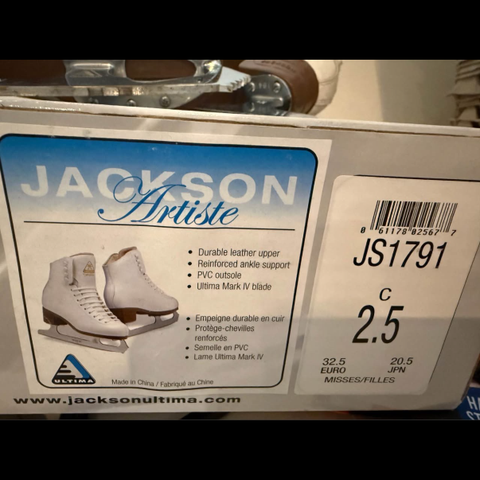 JACKSON
Artiste
• Durable leather upper
• Reinforced ankle support
• PVC outsole
• Ultima Mark IV blade
• Empeigne durable en cuir
• Protège-chevilles
renforcés
• Semelle en PVC
• Lame Ultima Mark IV
ULTIMA
Made in China / Fabriqué au Chine
www.jacksonultima.com
8 61178 02567 7
JS1791
C
2.5
32.5 20.5
EURO JPN
MISSES/FILLES